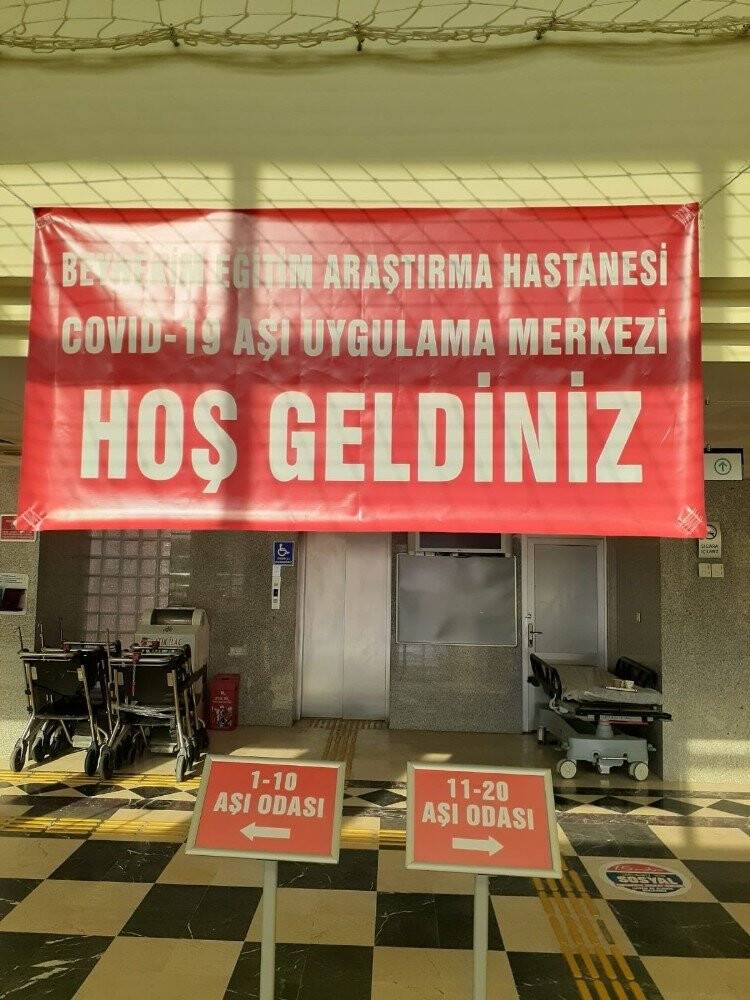 BEYHEKİM EĞİTİM ARAŞTIRMA HASTANESİ
COVID-19 AŞI UYGULAMA MERKEZİ
HOŞ GELDİNİZ
1-10
AŞI ODASI
11-20
AŞI ODASI
SOSYAL